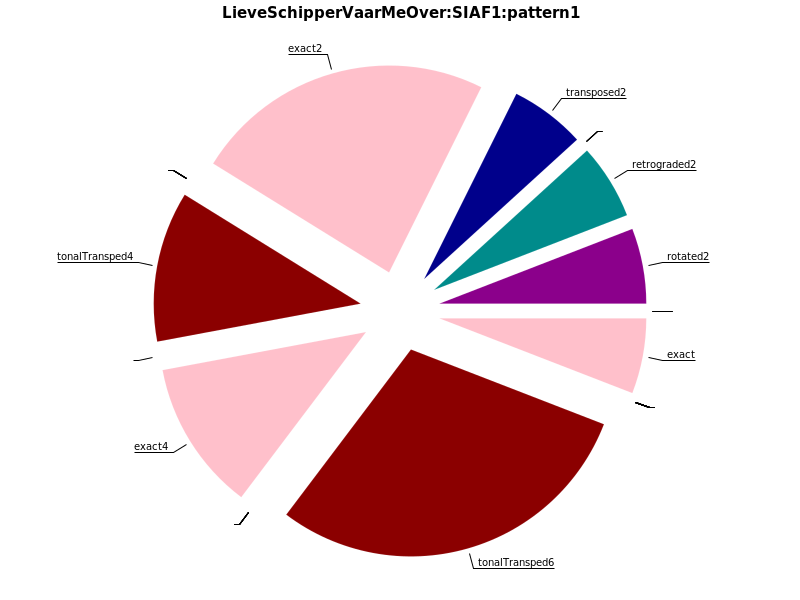 LieveSchipperVaarMeOver:SIAF1:pattern1
exact2
transposed2
retrograded2
rotated2
tonalTransped4
exact
exact4
tonalTransped6